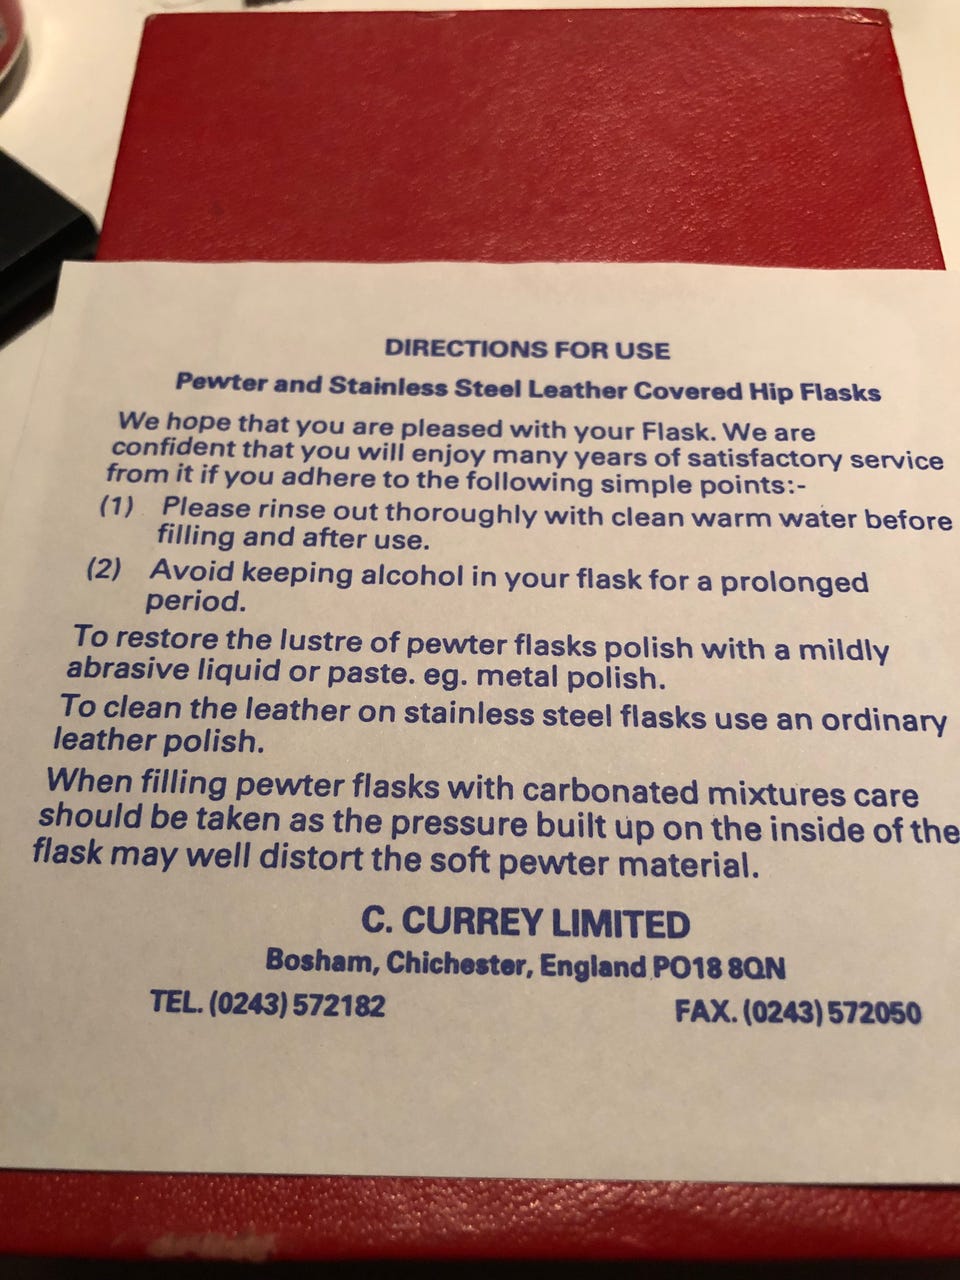 DIRECTIONS FOR USE
Pewter and Stainless Steel Leather Covered Hip Flasks
We hope that you are pleased with your Flask. We are
confident that you will enjoy many years of satisfactory service
from it if you adhere to the following simple points:-
(1) Please rinse out thoroughly with clean warm water before
filling and after use.
(2) Avoid keeping alcohol in your flask for a prolonged
period.
To restore the lustre of pewter flasks polish with a mildly
abrasive liquid or paste. eg. metal polish.
To clean the leather on stainless steel flasks use an ordinary
leather polish.
When filling pewter flasks with carbonated mixtures care
should be taken as the pressure built up on the inside of the
flask may well distort the soft pewter material.
C. CURREY LIMITED
Bosham, Chichester, England PO18 8QN
TEL. (0243) 572182 FAX. (0243) 572050